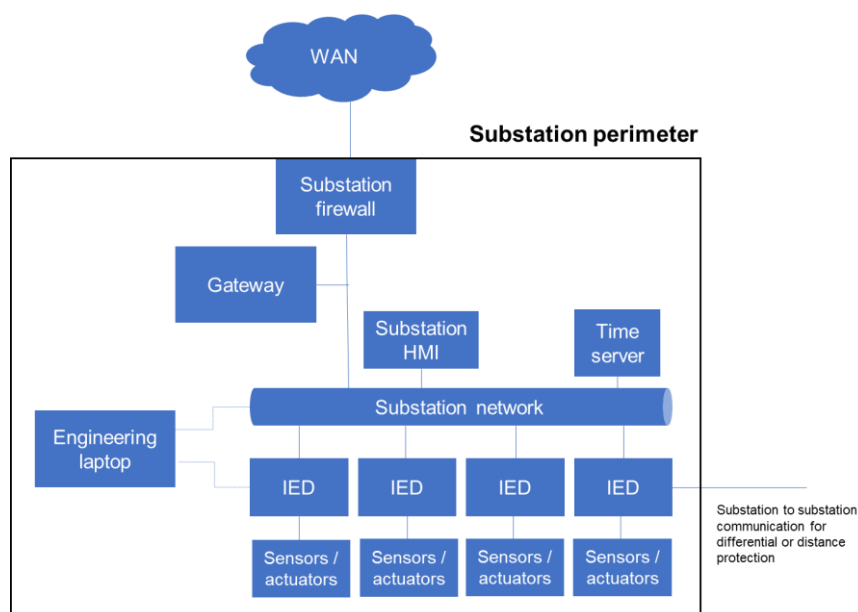 WAN
Substation perimeter
Substation
firewall
Gateway
Substation
HMI
Time
server
Substation network
Engineering
laptop
IED
IED
IED
IED
Substation to substation
communication for
differential or distance
protection
Sensors /
actuators
Sensors /
actuators
Sensors /
actuators
Sensors /
actuators